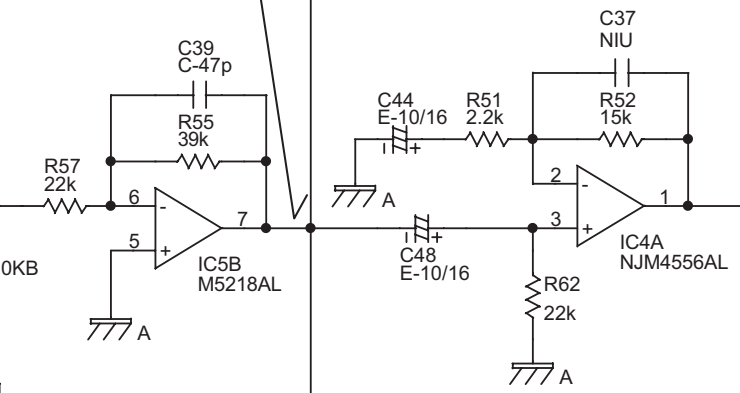 C37
NIU
C39
C-47p
C44
E-10/16
R51
2.2k
R52
15k
R55
39k
R57
22k
2
-
1
A
6
-
7
3
+
5
+
IC4A
NJM4556AL
C48
E-10/16
IC5B
M5218AL
0KB
R62
22k
A
A